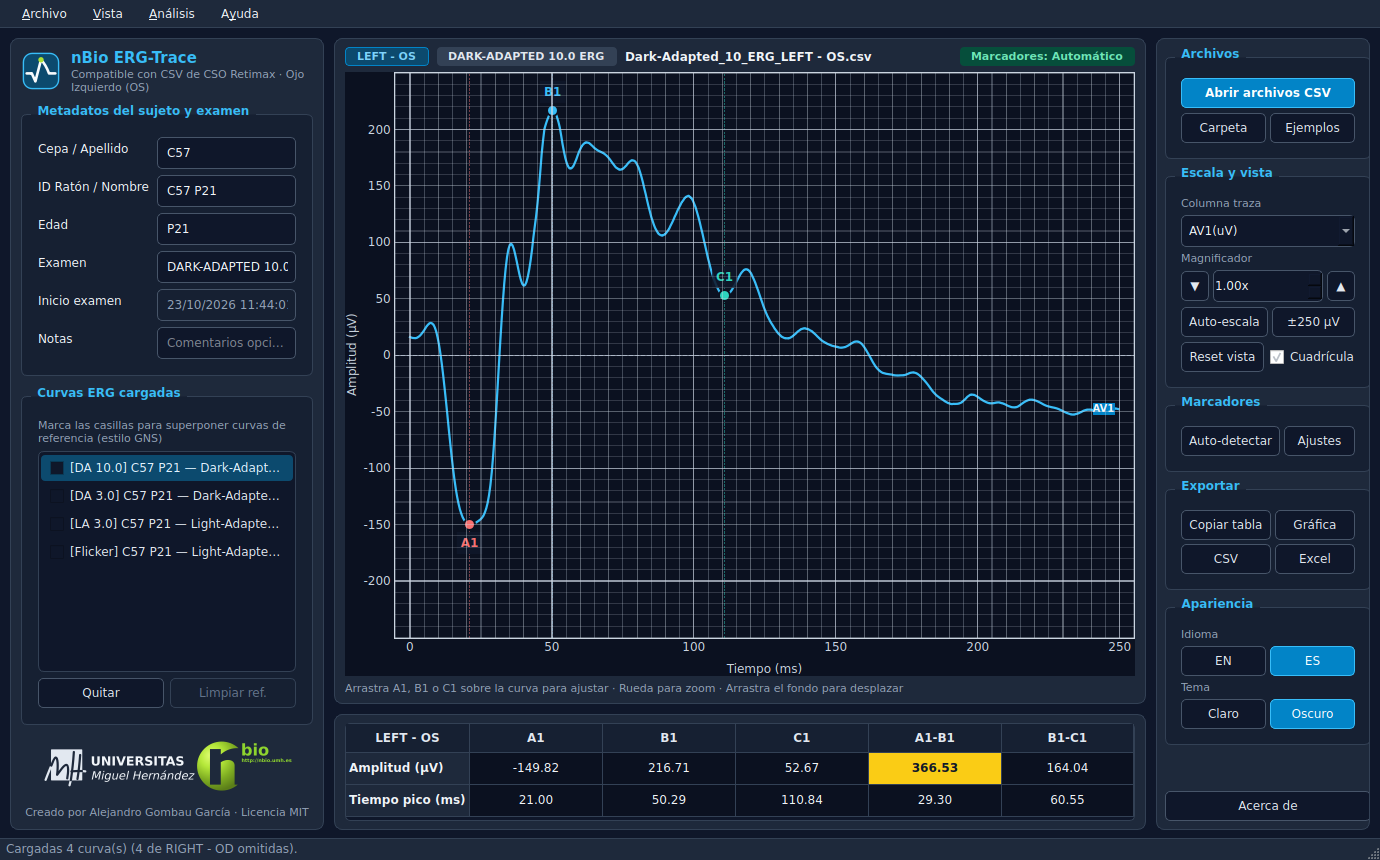 Archivo Vista Análisis Ayuda
nBio ERG-Trace
Compatible con CSV de CSO Retimax · Ojo
Izquierdo (OS)
Metadatos del sujeto y examen
Cepa / Apellido C57
ID Ratón / Nombre C57 P21
Edad P21
Examen DARK-ADAPTED 10.0
Inicio examen 23/10/2026 11:44:0
Notas Comentarios opci...
Curvas ERG cargadas
Marca las casillas para superponer curvas de
referencia (estilo GNS)
[DA 10.0] C57 P21 — Dark-Adapt...
[DA 3.0] C57 P21 — Dark-Adapte...
[LA 3.0] C57 P21 — Light-Adapte...
[Flicker] C57 P21 — Light-Adapte...
Quitar Limpiar ref.
UNIVERSITAS
Miguel Hernández
bio
http://nbio.umh.es
Creado por Alejandro Gombau García · Licencia MIT
LEFT - OS DARK-ADAPTED 10.0 ERG Dark-Adapted_10_ERG_LEFT - OS.csv Marcadores: Automático
B1
C1
A1
AV1
Amplitud (µV)
200
150
100
50
0
-50
-100
-150
-200
0 50 100 150 200 250
Tiempo (ms)
Arrastra A1, B1 o C1 sobre la curva para ajustar · Rueda para zoom · Arrastra el fondo para desplazar
LEFT - OS A1 B1 C1 A1-B1 B1-C1
Amplitud (µV) -149.82 216.71 52.67 366.53 164.04
Tiempo pico (ms) 21.00 50.29 110.84 29.30 60.55
Archivos
Abrir archivos CSV
Carpeta Ejemplos
Escala y vista
Columna traza
AV1(uV)
Magnificador
▼ 1.00x ▲
Auto-escala ±250 µV
Reset vista Cuadrícula
Marcadores
Auto-detectar Ajustes
Exportar
Copiar tabla Gráfica
CSV Excel
Apariencia
Idioma
EN ES
Tema
Claro Oscuro
Acerca de
Cargadas 4 curva(s) (4 de RIGHT - OD omitidas).